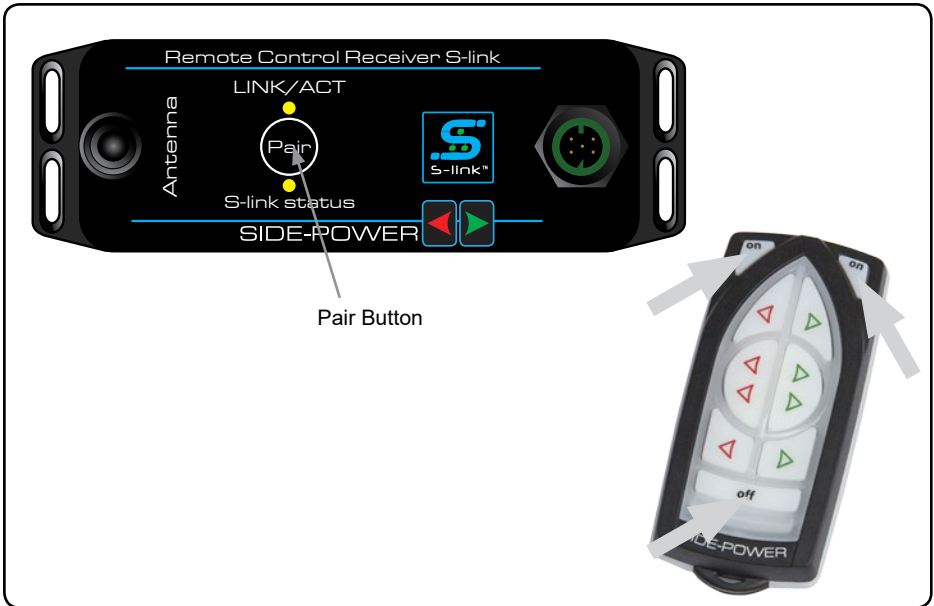 Remote Control Receiver S-link
LINK/ACT
Antenna
Pair
S-link™
S-link status
SIDE-POWER
Pair Button
on
on
off
SIDE-POWER